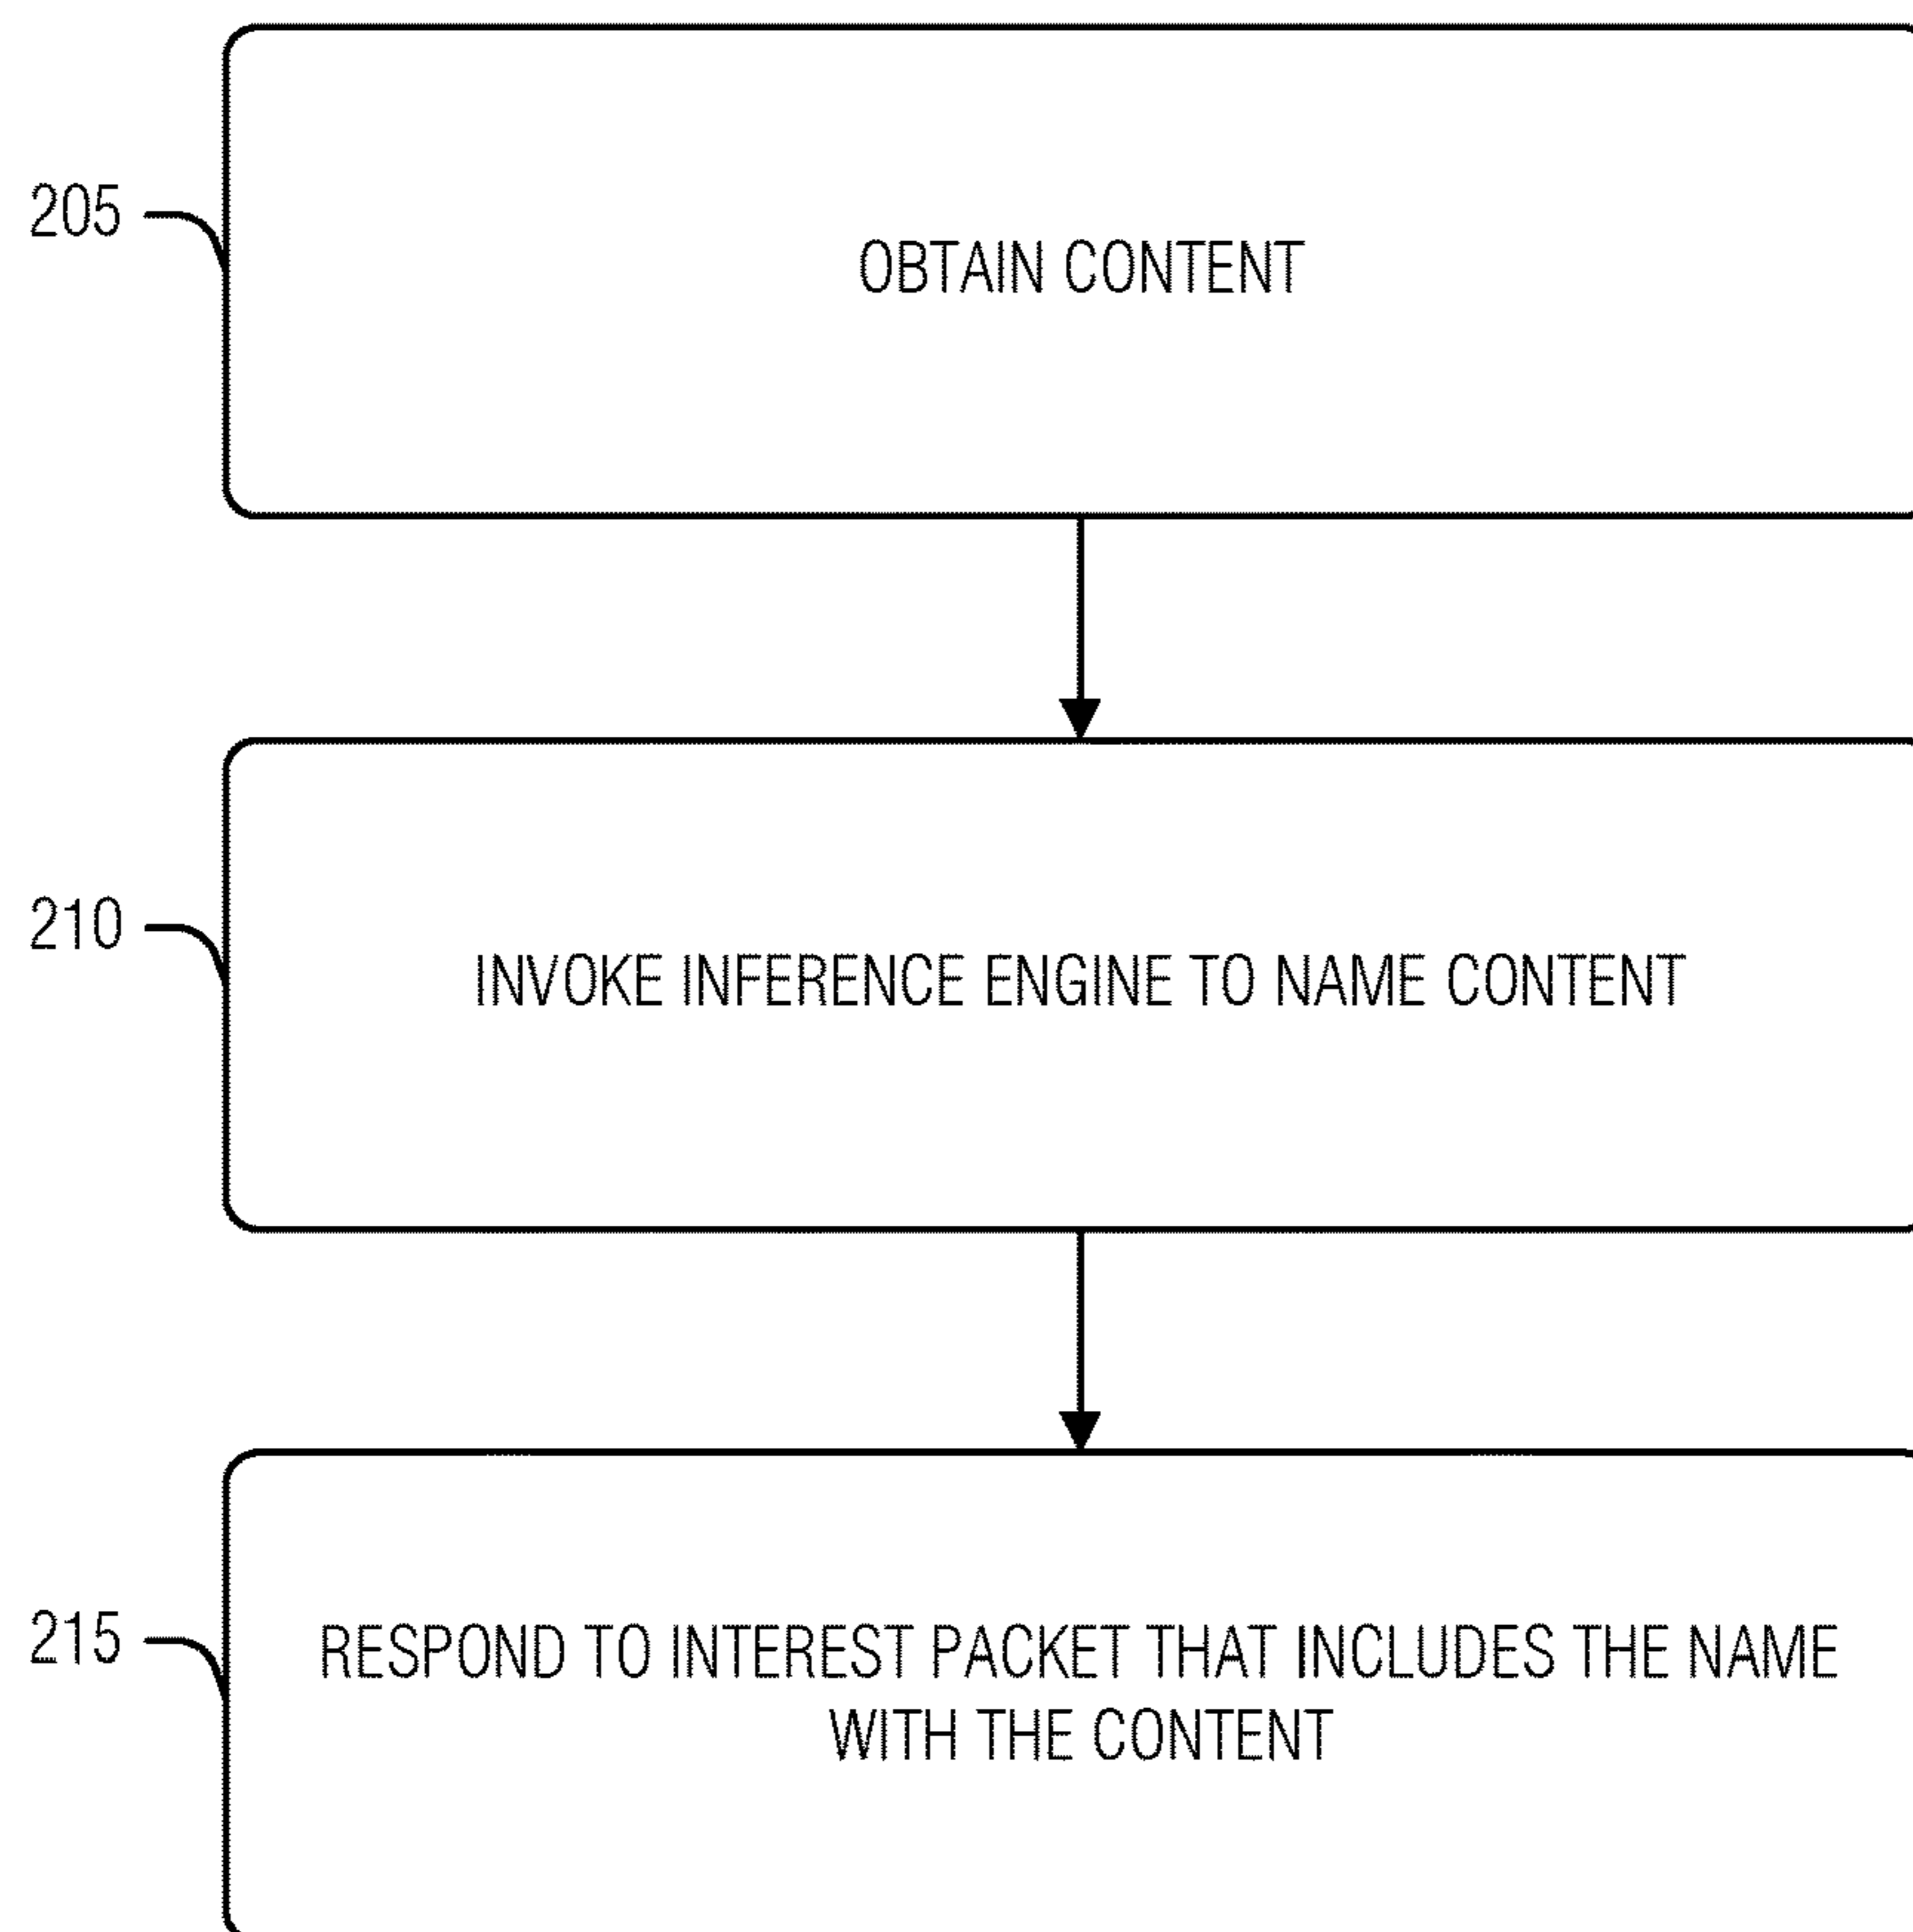 205
OBTAIN CONTENT
210
INVOKE INFERENCE ENGINE TO NAME CONTENT
215
RESPOND TO INTEREST PACKET THAT INCLUDES THE NAME
WITH THE CONTENT